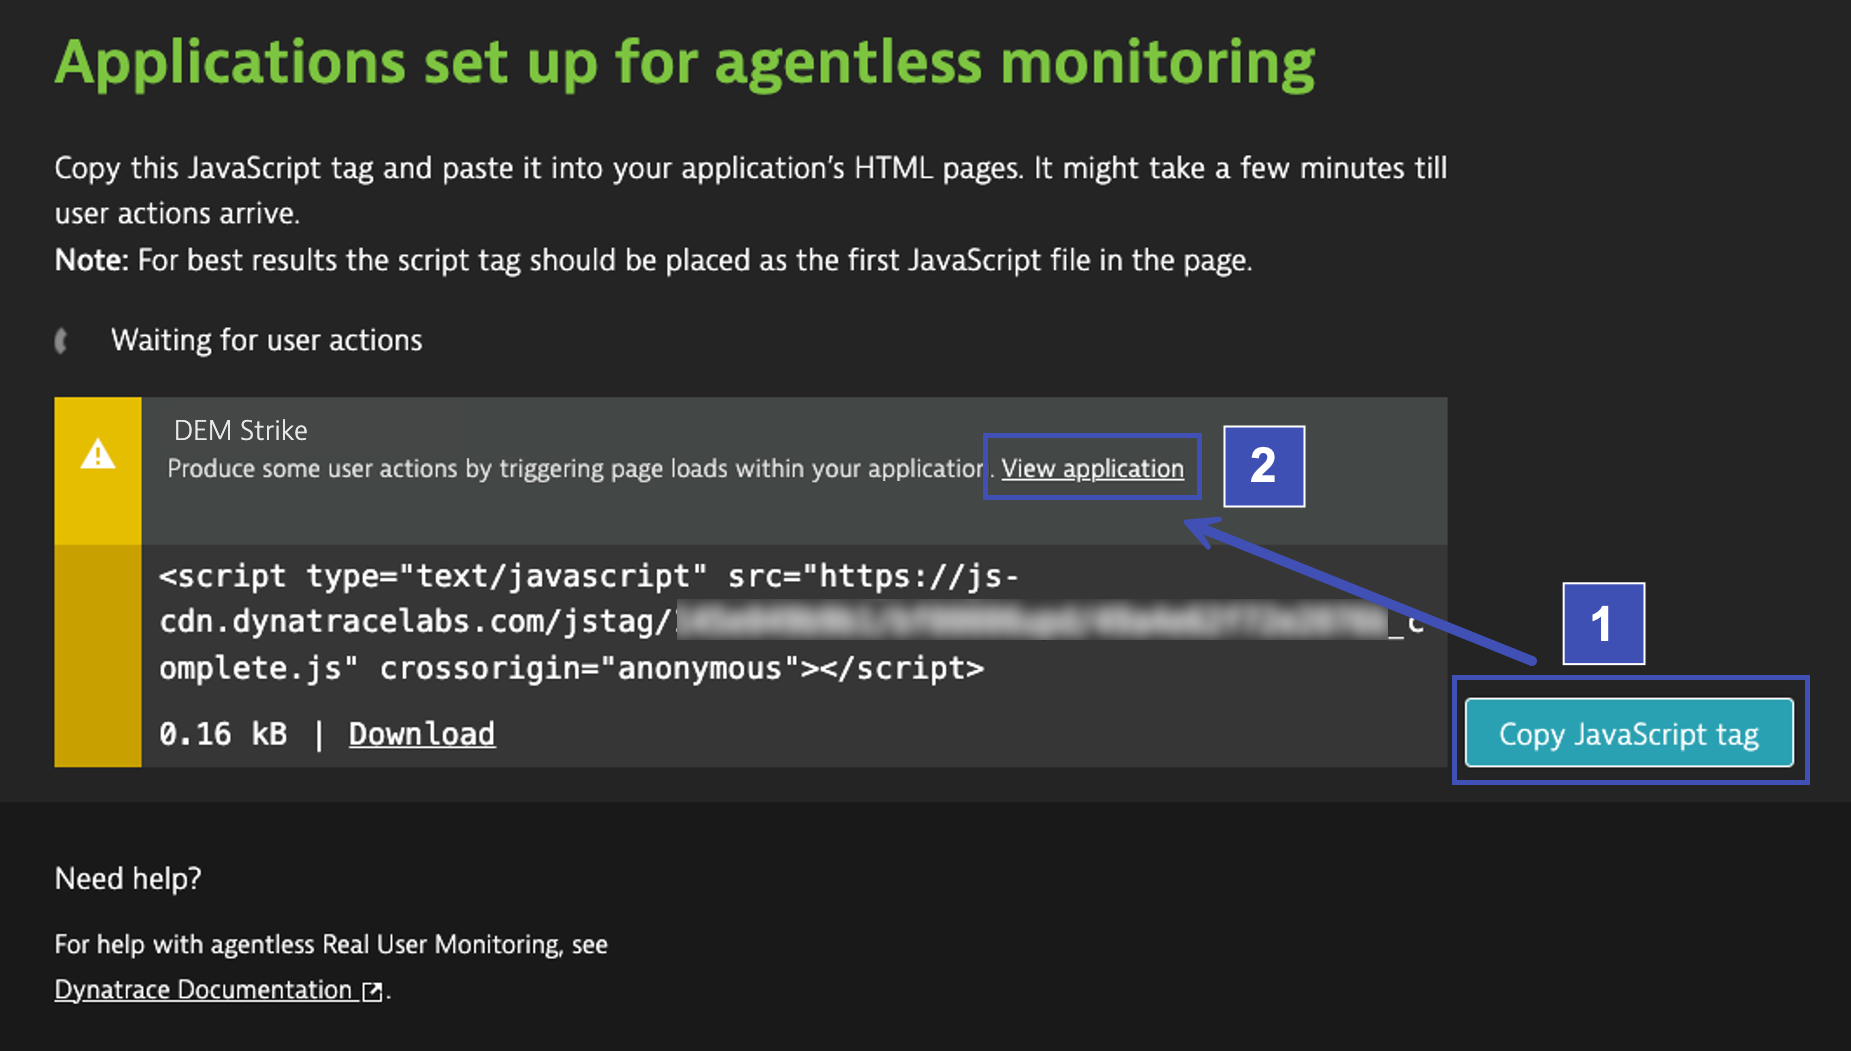 Applications set up for agentless monitoring
Copy this JavaScript tag and paste it into your application's HTML pages. It might take a few minutes till
user actions arrive.
Note: For best results the script tag should be placed as the first JavaScript file in the page.
Waiting for user actions
DEM Strike
Produce some user actions by triggering page loads within your application. View application
2
<script type="text/javascript" src="https://js-
cdn.dynatracelabs.com/jstag/ _c
omplete.js" crossorigin="anonymous"></script>
1
0.16 kB | Download
Copy JavaScript tag
Need help?
For help with agentless Real User Monitoring, see
Dynatrace Documentation .